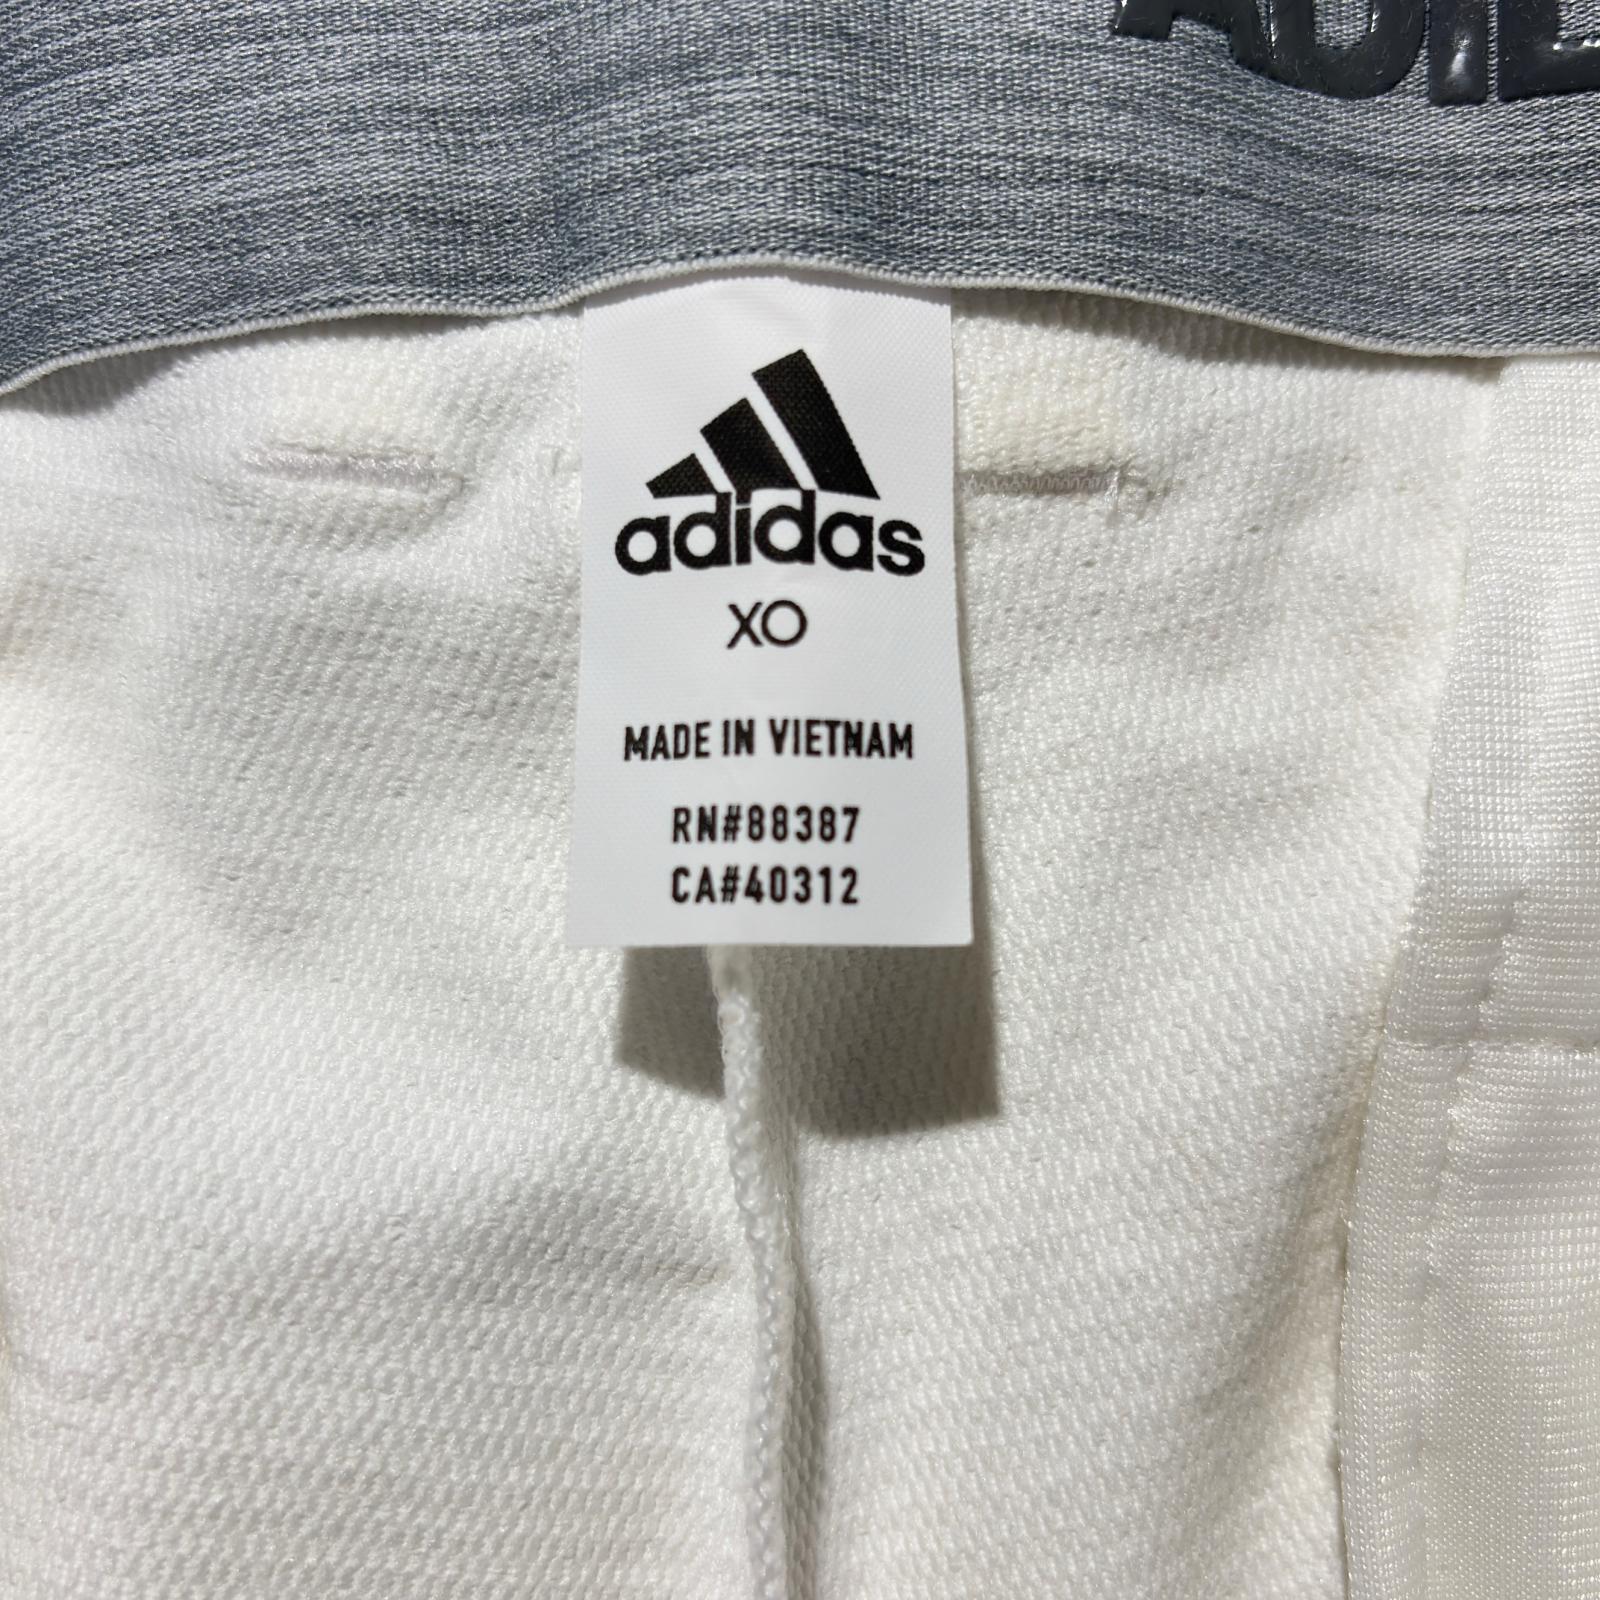 adidas
XO
MADE IN VIETNAM
RN#88387
CA#40312